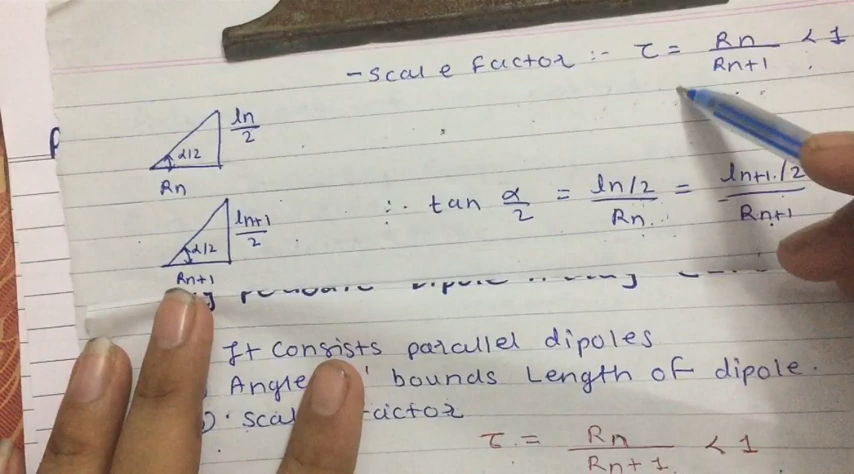 -scale factor :- τ = Rn / Rn+1 < 1
ln/2
α/2
Rn
∴ tan α/2 = ln/2 / Rn = ln+1/2 / Rn+1
ln+1/2
α/2
Rn+1
It consists parallel dipoles
Angle bounds Length of dipole.
τ = Rn / Rn+1 < 1